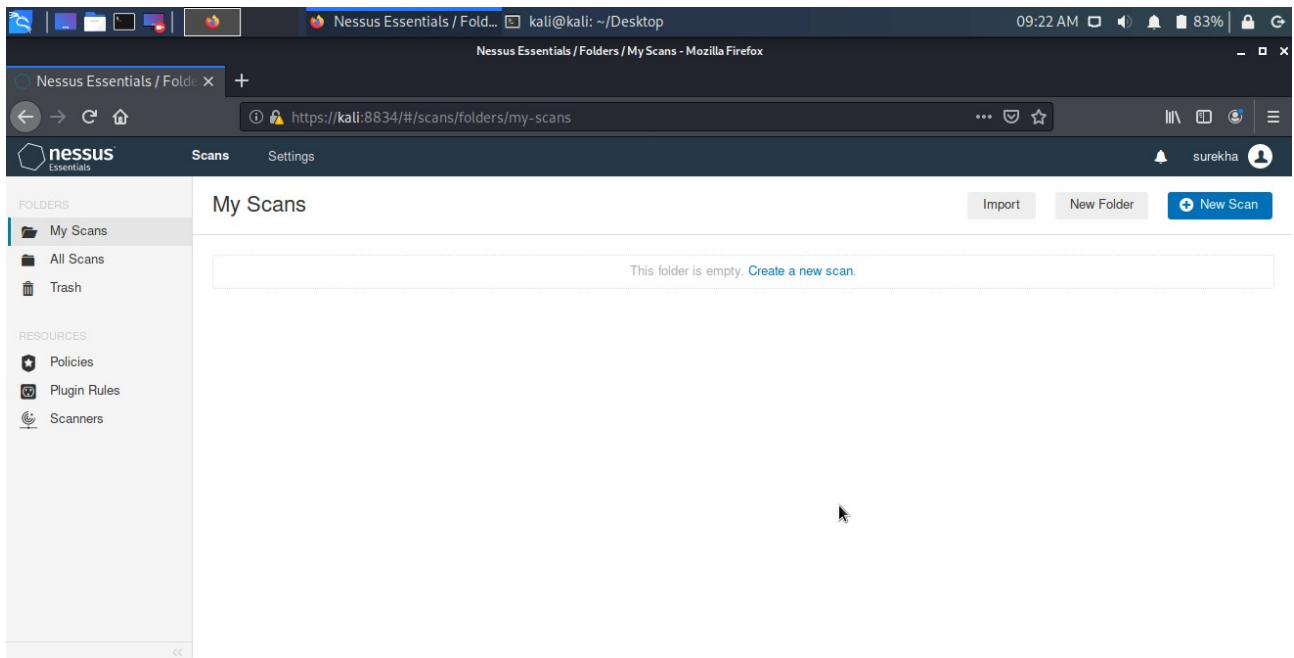 Nessus Essentials / Fold... kali@kali: ~/Desktop 09:22 AM 83%
Nessus Essentials / Folders / My Scans - Mozilla Firefox
Nessus Essentials / Folde
https://kali:8834/#/scans/folders/my-scans
nessus Scans Settings surekha
Essentials
FOLDERS
My Scans
All Scans
Trash
RESOURCES
Policies
Plugin Rules
Scanners
My Scans Import New Folder New Scan
This folder is empty. Create a new scan.